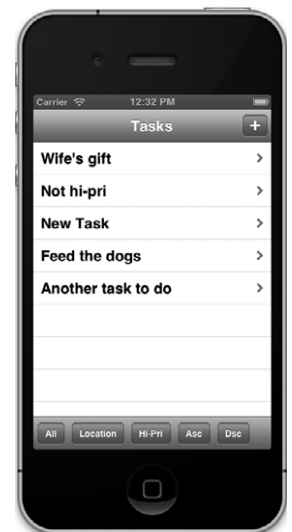 Carrier 12:32 PM
Tasks +
Wife's gift
Not hi-pri
New Task
Feed the dogs
Another task to do
All Location Hi-Pri Asc Dsc